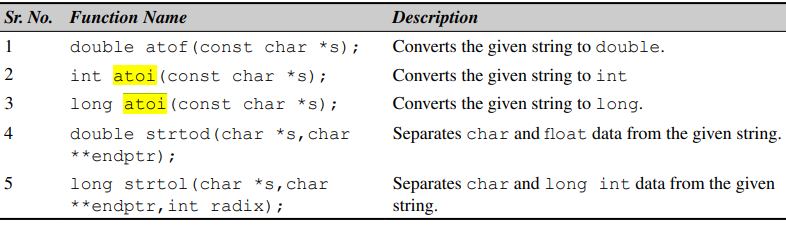 Sr. No. Function Name Description
1 double atof(const char *s); Converts the given string to double.
2 int atoi(const char *s); Converts the given string to int
3 long atoi(const char *s); Converts the given string to long.
4 double strtod(char *s,char Separates char and float data from the given string.
**endptr);
5 long strtol(char *s,char Separates char and long int data from the given
**endptr,int radix); string.